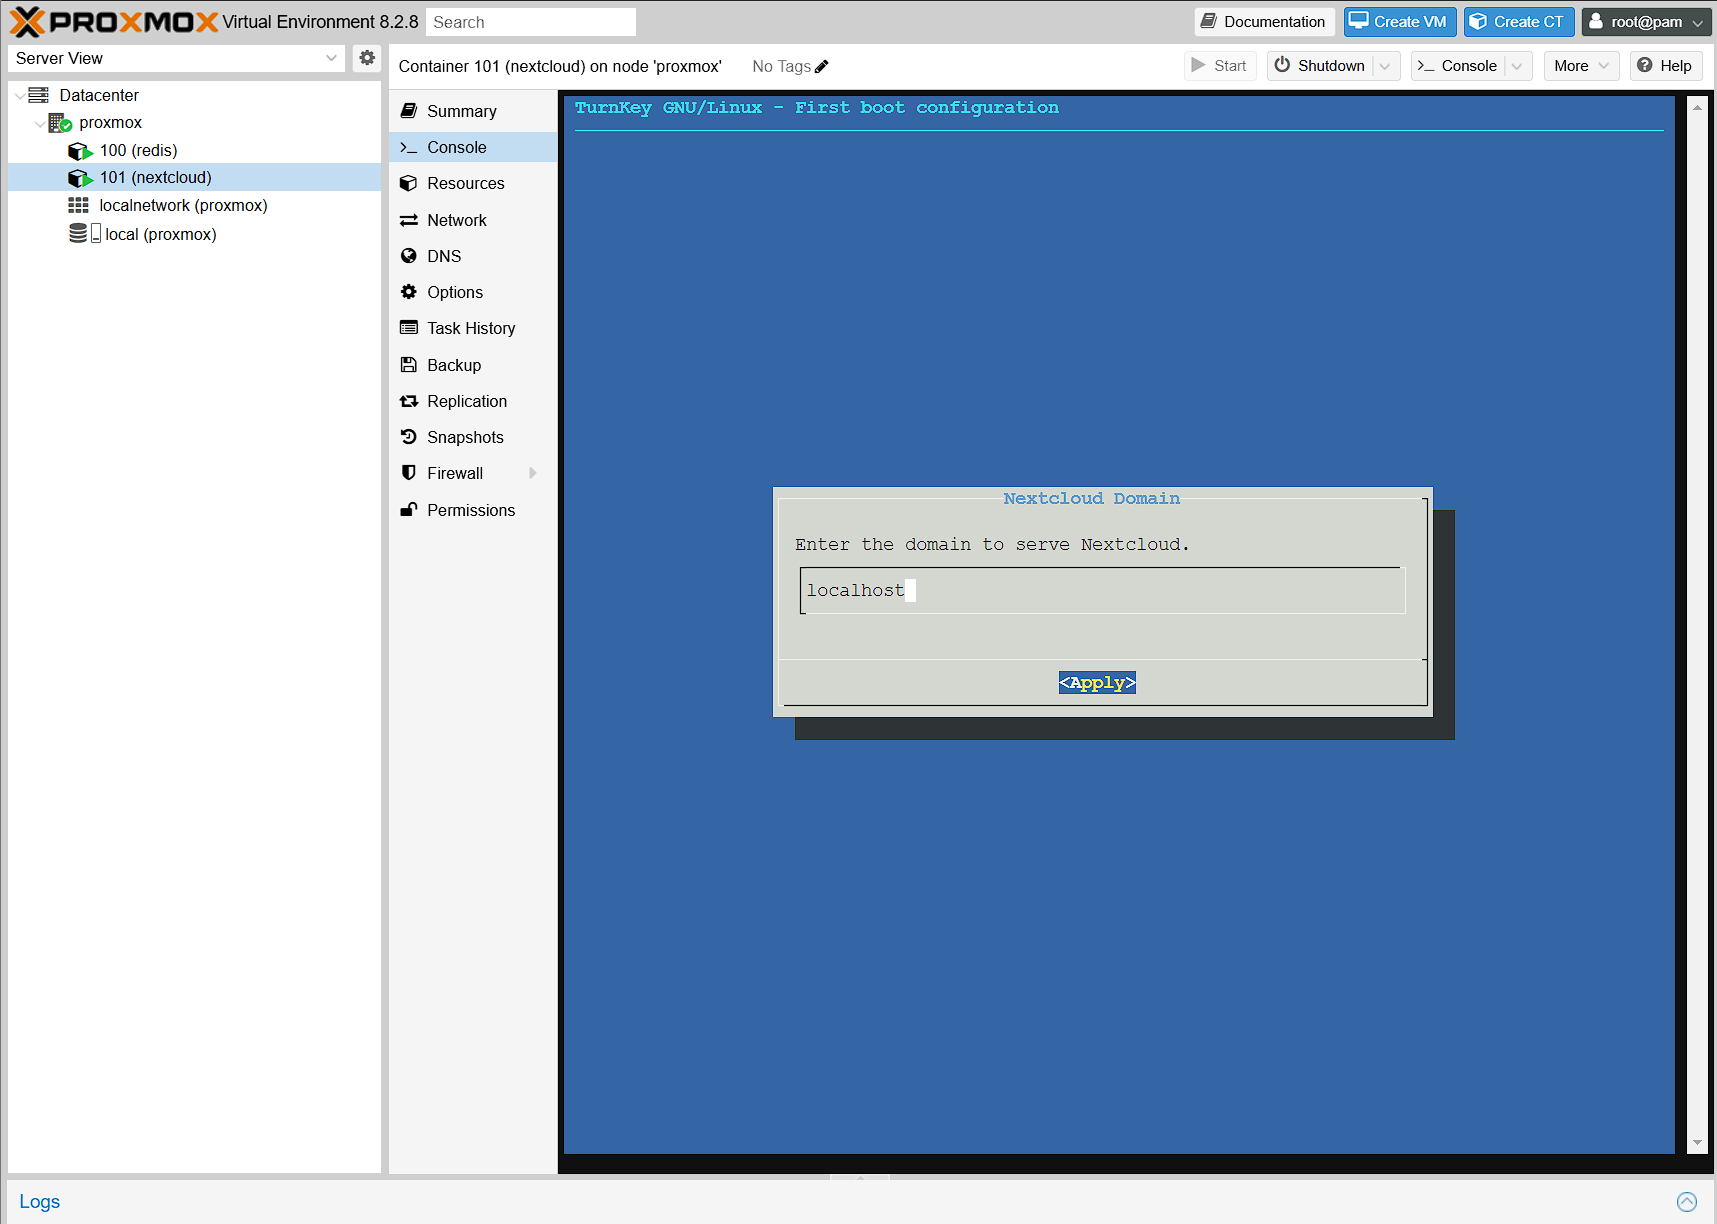 PROXMOX Virtual Environment 8.2.8 Search Documentation Create VM Create CT root@pam
Server View
Container 101 (nextcloud) on node 'proxmox' No Tags Start Shutdown >_ Console More Help
Datacenter
proxmox
100 (redis)
101 (nextcloud)
localnetwork (proxmox)
local (proxmox)
Summary
>_ Console
Resources
Network
DNS
Options
Task History
Backup
Replication
Snapshots
Firewall
Permissions
TurnKey GNU/Linux - First boot configuration
Nextcloud Domain
Enter the domain to serve Nextcloud.
localhost
<Apply>
Logs